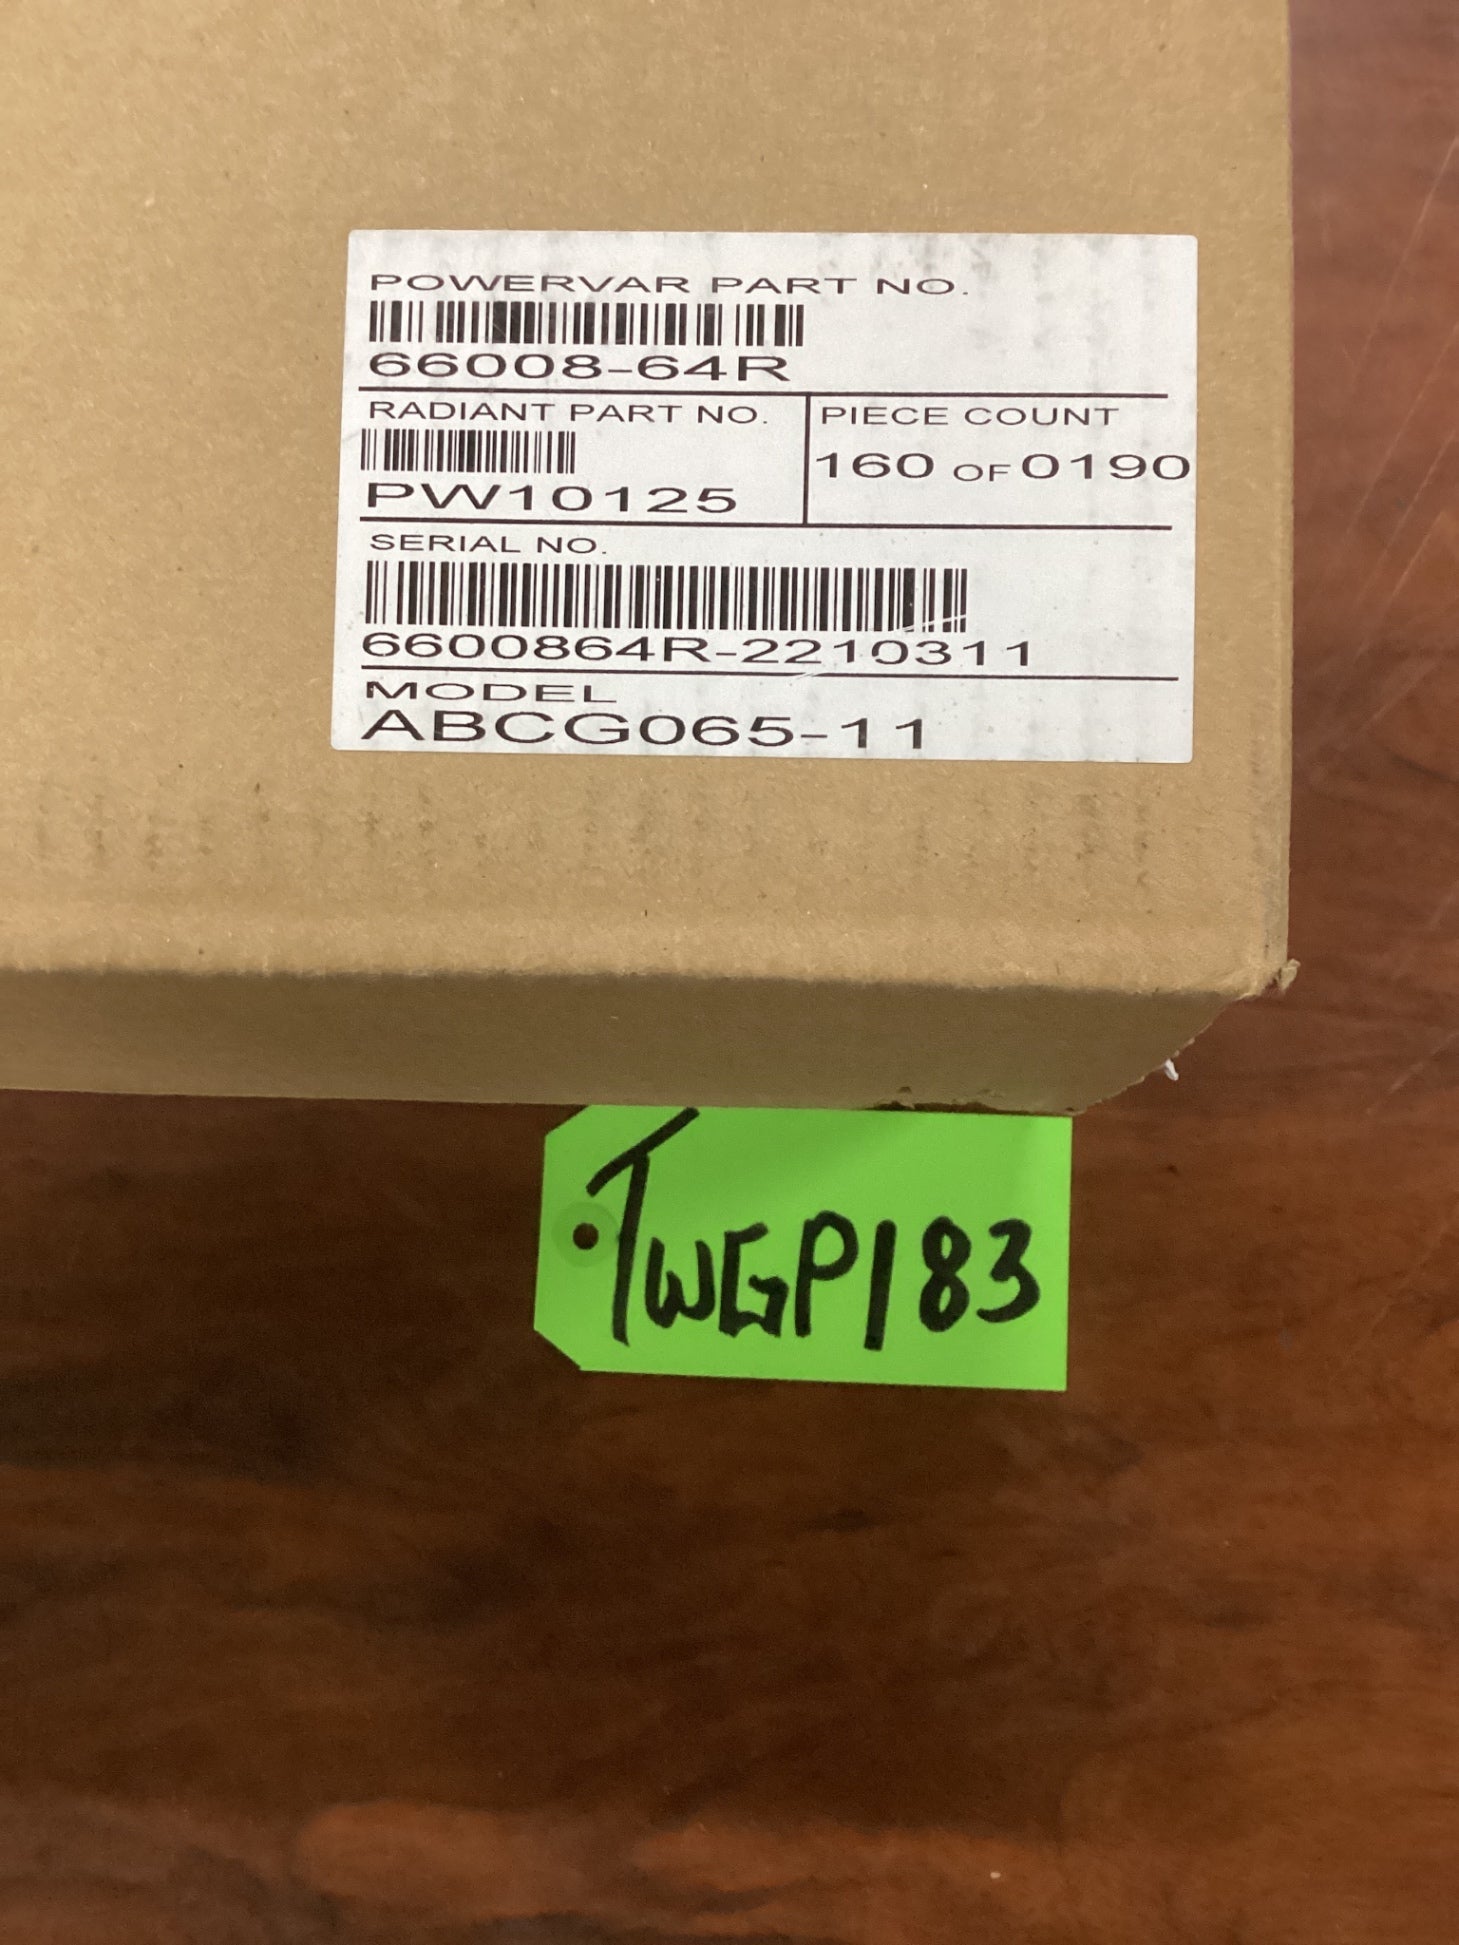 POWERVAR PART NO.
66008-64R
RADIANT PART NO.
PW10125
PIECE COUNT
160 OF 0190
SERIAL NO.
6600864R-2210311
MODEL
ABCG065-11
TWGP183